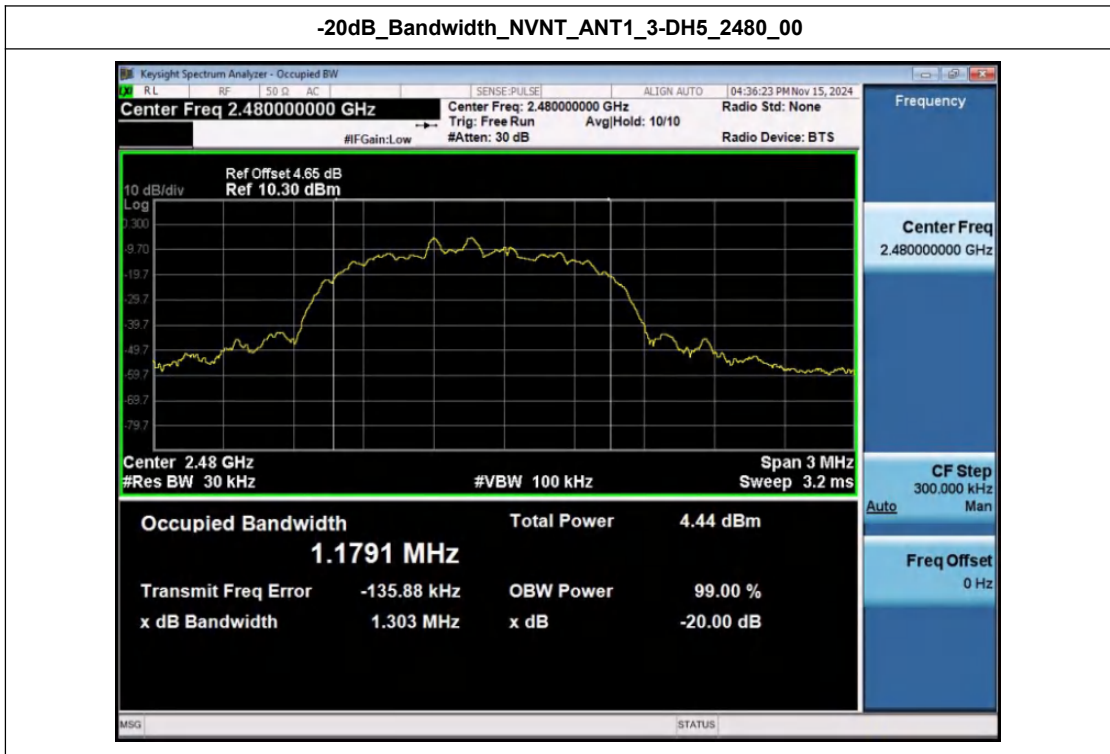 -20dB_Bandwidth_NVNT_ANT1_3-DH5_2480_00
Keysight Spectrum Analyzer - Occupied BW
RL RF 50 Ω AC SENSE:PULSE ALIGN AUTO 04:36:23 PM Nov 15, 2024
Center Freq 2.480000000 GHz
Center Freq: 2.480000000 GHz
Radio Std: None
Trig: Free Run Avg|Hold: 10/10
#IFGain:Low
#Atten: 30 dB
Radio Device: BTS
Ref Offset 4.65 dB
10 dB/div Ref 10.30 dBm
Log
0.300
-9.70
-19.7
-29.7
-39.7
-49.7
-59.7
-69.7
-79.7
Center 2.48 GHz Span 3 MHz
#Res BW 30 kHz #VBW 100 kHz Sweep 3.2 ms
Occupied Bandwidth Total Power 4.44 dBm
1.1791 MHz
Transmit Freq Error -135.88 kHz OBW Power 99.00 %
x dB Bandwidth 1.303 MHz x dB -20.00 dB
MSG STATUS
Frequency
Center Freq
2.480000000 GHz
CF Step
300.000 kHz
Auto Man
Freq Offset
0 Hz